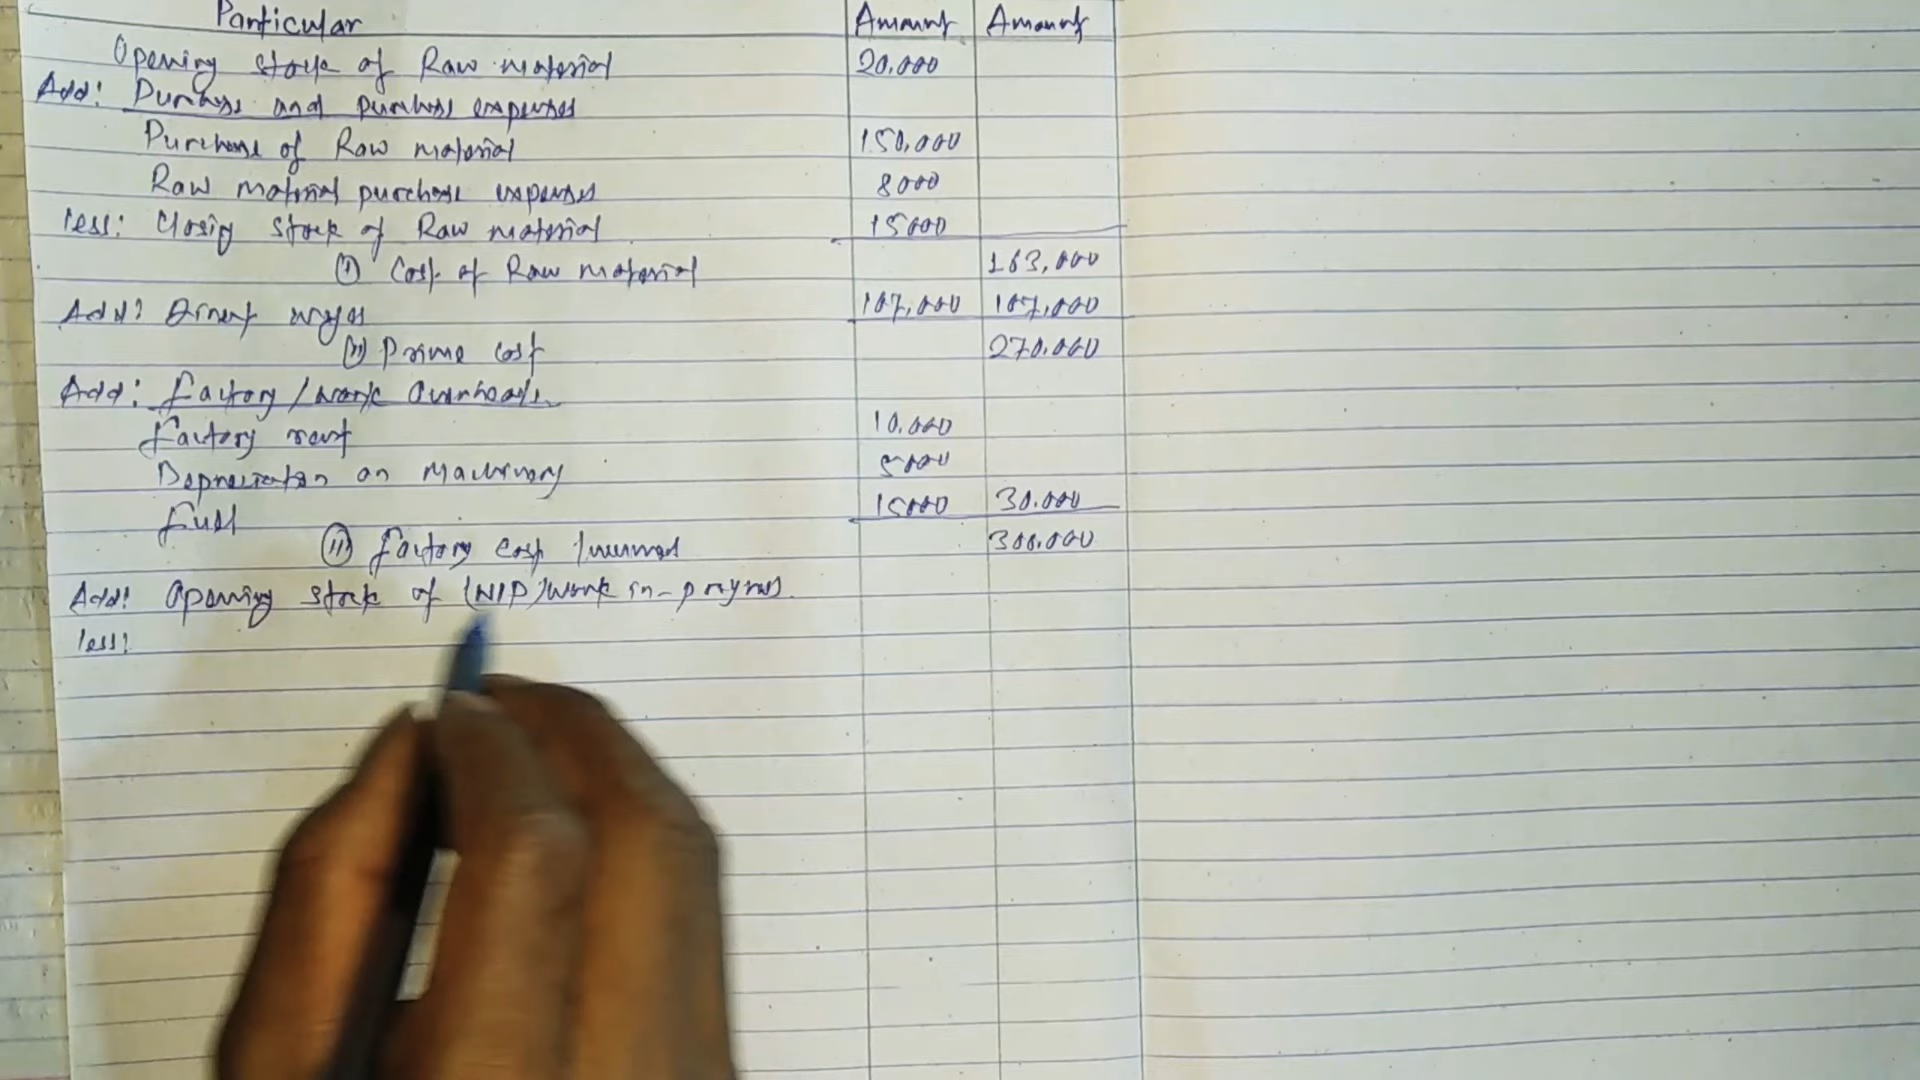 Particular Amount Amount
Opening stock of Raw material 20,000
Add: Purchase and purchase expenses
Purchase of Raw material 150,000
Raw material purchase expenses 8000
less: Closig stock of Raw material 15000
(i) Cost of Raw material 163,000
Add: Direct wages 107,000 107,000
(ii) Prime cost 270,000
Add: Factory/work Overheads
Factory rent 10,000
Depreciation on Machinery 5000
Fuel 15000 30,000
(iii) Factory cost Incurred 300,000
Add: Opening stock of (WIP) work in-progress
less: